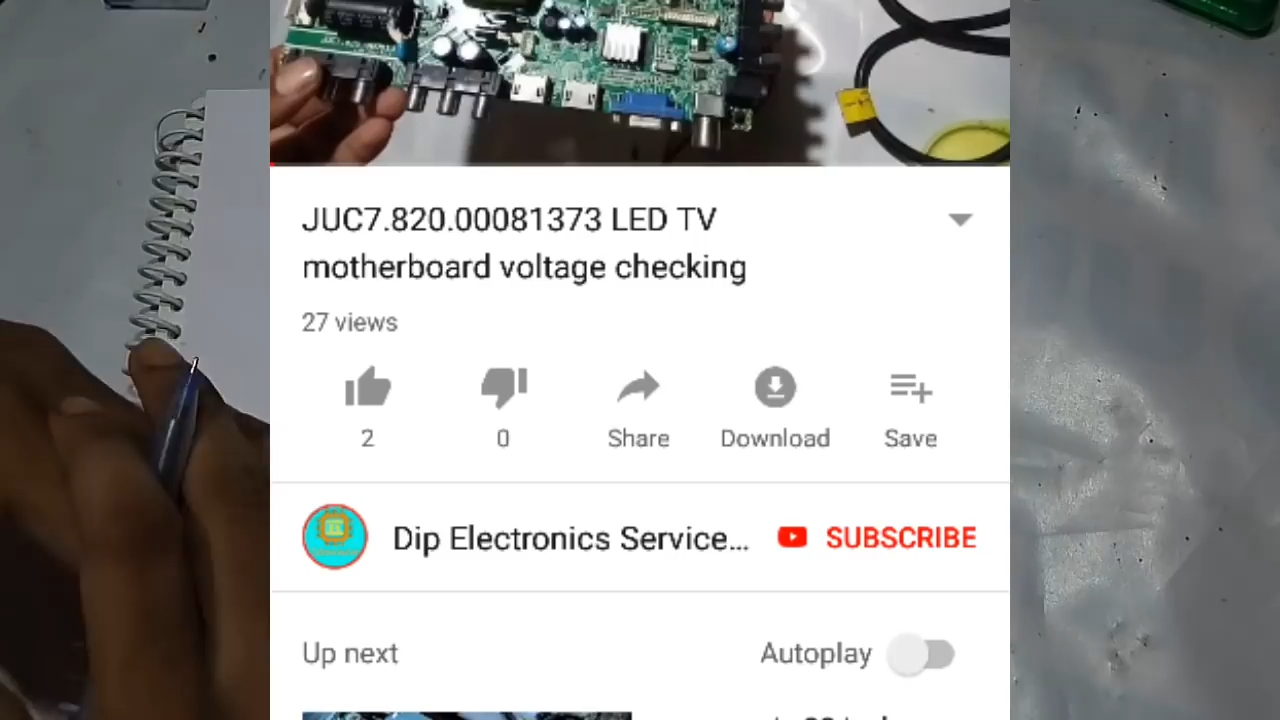 JUC7.820.00081373 LED TV
motherboard voltage checking
27 views
2
0
Share
Download
Save
Dip Electronics Service...
SUBSCRIBE
Up next
Autoplay